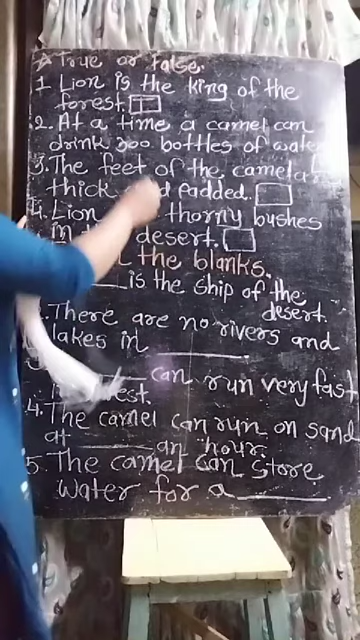 True or false.
1 Lion is the king of the
forest.
2. At a time a camel can
drink 300 bottles of water
3. The feet of the camel are
thick padded.
4. Lion thorny bushes
in desert.
the blanks.
is the ship of the
desert.
There are no rivers and
lakes in
can run very fast
4. The camel can run on sand
at an hour.
5. The camel can store
water for a